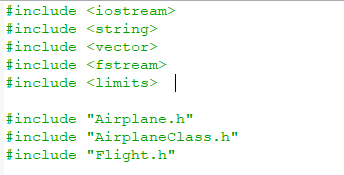 #include <iostream>
#include <string>
#include <vector>
#include <fstream>
#include <limits>
#include "Airplane.h"
#include "AirplaneClass.h"
#include "Flight.h"